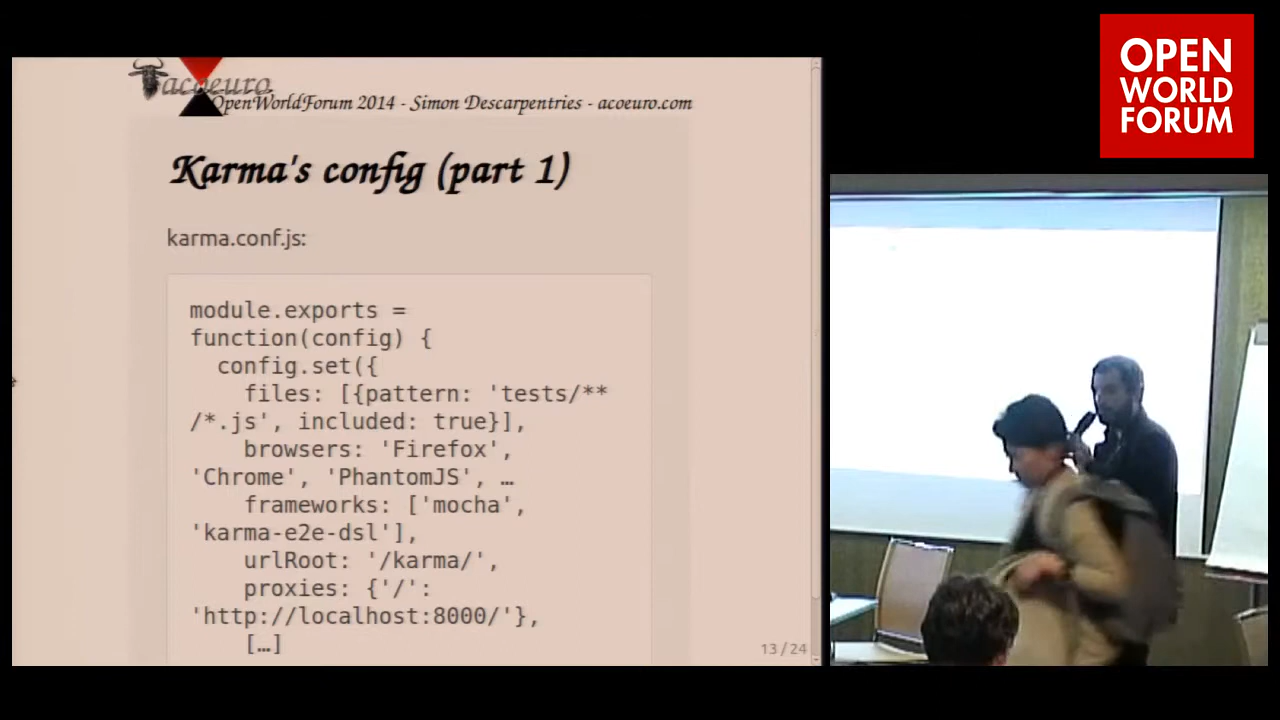 OPEN
WORLD
FORUM
acoeuro
OpenWorldForum 2014 - Simon Descarpentries - acoeuro.com
Karma's config (part 1)
karma.conf.js:
module.exports =
function(config) {
config.set({
files: [{pattern: 'tests/**
/*.js', included: true}],
browsers: 'Firefox',
'Chrome', 'PhantomJS', …
frameworks: ['mocha',
'karma-e2e-dsl'],
urlRoot: '/karma/',
proxies: {'/':
'http://localhost:8000/'},
[…]
13 / 24